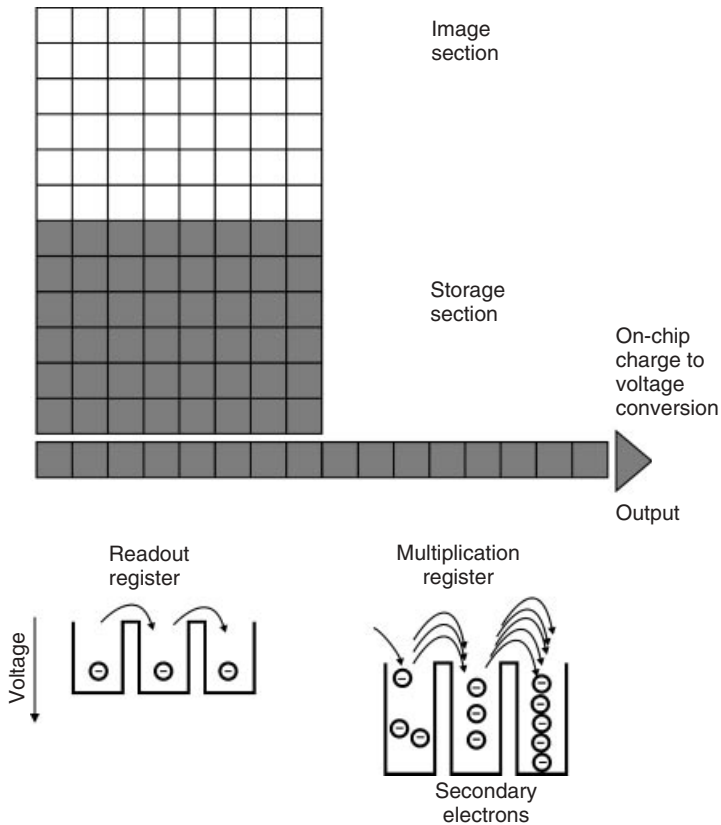 Image
section
Storage
section
On-chip
charge to
voltage
conversion
Output
Readout
register
Multiplication
register
Voltage
Secondary
electrons